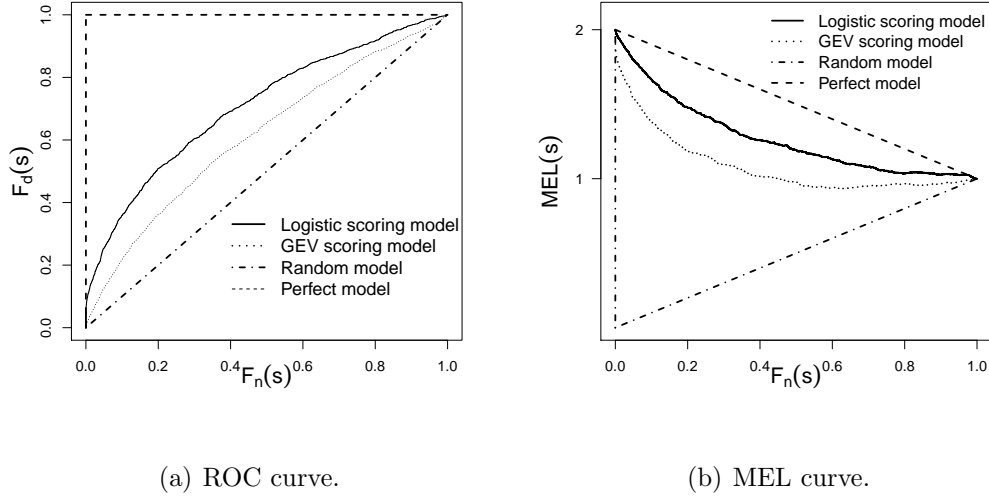 1.0
0.8
0.6
0.4
0.2
0.0
F_d(s)
Logistic scoring model
GEV scoring model
Random model
Perfect model
0.0 0.2 0.4 0.6 0.8 1.0
F_n(s)
(a) ROC curve.
2
1
MEL(s)
Logistic scoring model
GEV scoring model
Random model
Perfect model
0.0 0.2 0.4 0.6 0.8 1.0
F_n(s)
(b) MEL curve.